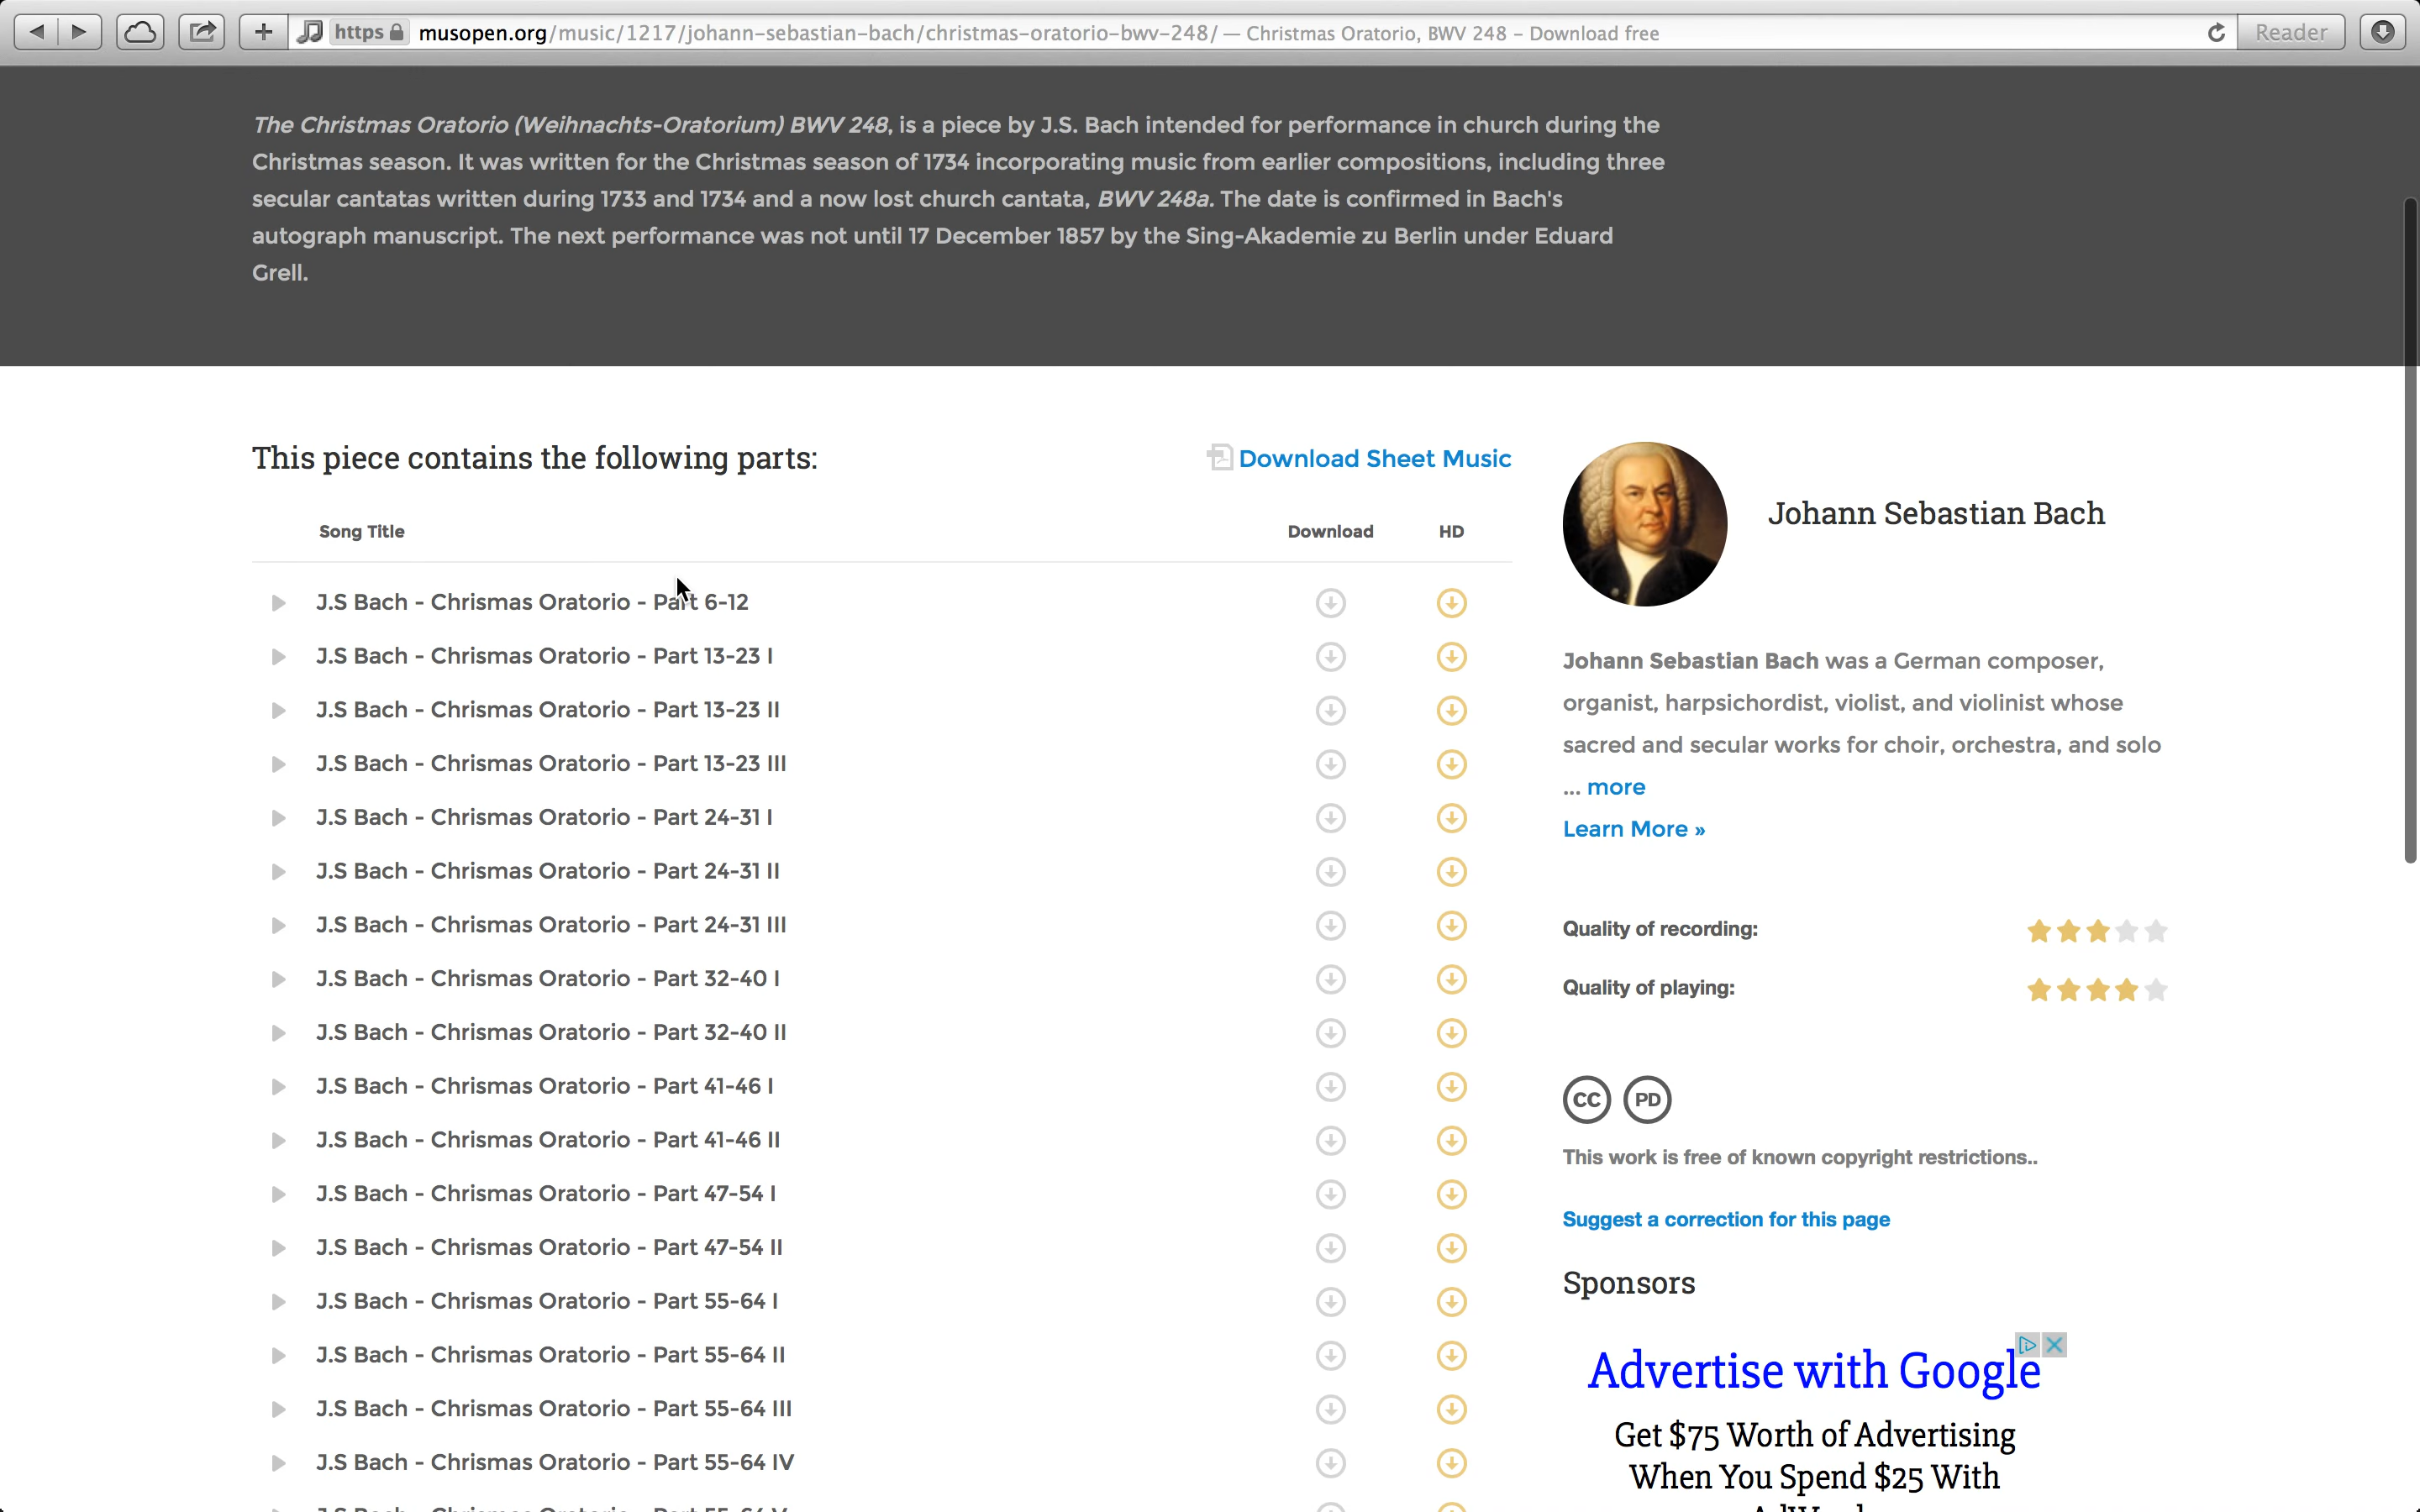 https musopen.org/music/1217/johann-sebastian-bach/christmas-oratorio-bwv-248/ — Christmas Oratorio, BWV 248 – Download free
Reader
The Christmas Oratorio (Weihnachts-Oratorium) BWV 248, is a piece by J.S. Bach intended for performance in church during the
Christmas season. It was written for the Christmas season of 1734 incorporating music from earlier compositions, including three
secular cantatas written during 1733 and 1734 and a now lost church cantata, BWV 248a. The date is confirmed in Bach's
autograph manuscript. The next performance was not until 17 December 1857 by the Sing-Akademie zu Berlin under Eduard
Grell.
This piece contains the following parts:
Download Sheet Music
Song Title Download HD
J.S Bach - Chrismas Oratorio - Part 6-12
J.S Bach - Chrismas Oratorio - Part 13-23 I
J.S Bach - Chrismas Oratorio - Part 13-23 II
J.S Bach - Chrismas Oratorio - Part 13-23 III
J.S Bach - Chrismas Oratorio - Part 24-31 I
J.S Bach - Chrismas Oratorio - Part 24-31 II
J.S Bach - Chrismas Oratorio - Part 24-31 III
J.S Bach - Chrismas Oratorio - Part 32-40 I
J.S Bach - Chrismas Oratorio - Part 32-40 II
J.S Bach - Chrismas Oratorio - Part 41-46 I
J.S Bach - Chrismas Oratorio - Part 41-46 II
J.S Bach - Chrismas Oratorio - Part 47-54 I
J.S Bach - Chrismas Oratorio - Part 47-54 II
J.S Bach - Chrismas Oratorio - Part 55-64 I
J.S Bach - Chrismas Oratorio - Part 55-64 II
J.S Bach - Chrismas Oratorio - Part 55-64 III
J.S Bach - Chrismas Oratorio - Part 55-64 IV
Johann Sebastian Bach
Johann Sebastian Bach was a German composer,
organist, harpsichordist, violist, and violinist whose
sacred and secular works for choir, orchestra, and solo
... more
Learn More »
Quality of recording:
Quality of playing:
CC PD
This work is free of known copyright restrictions..
Suggest a correction for this page
Sponsors
Advertise with Google
Get $75 Worth of Advertising
When You Spend $25 With